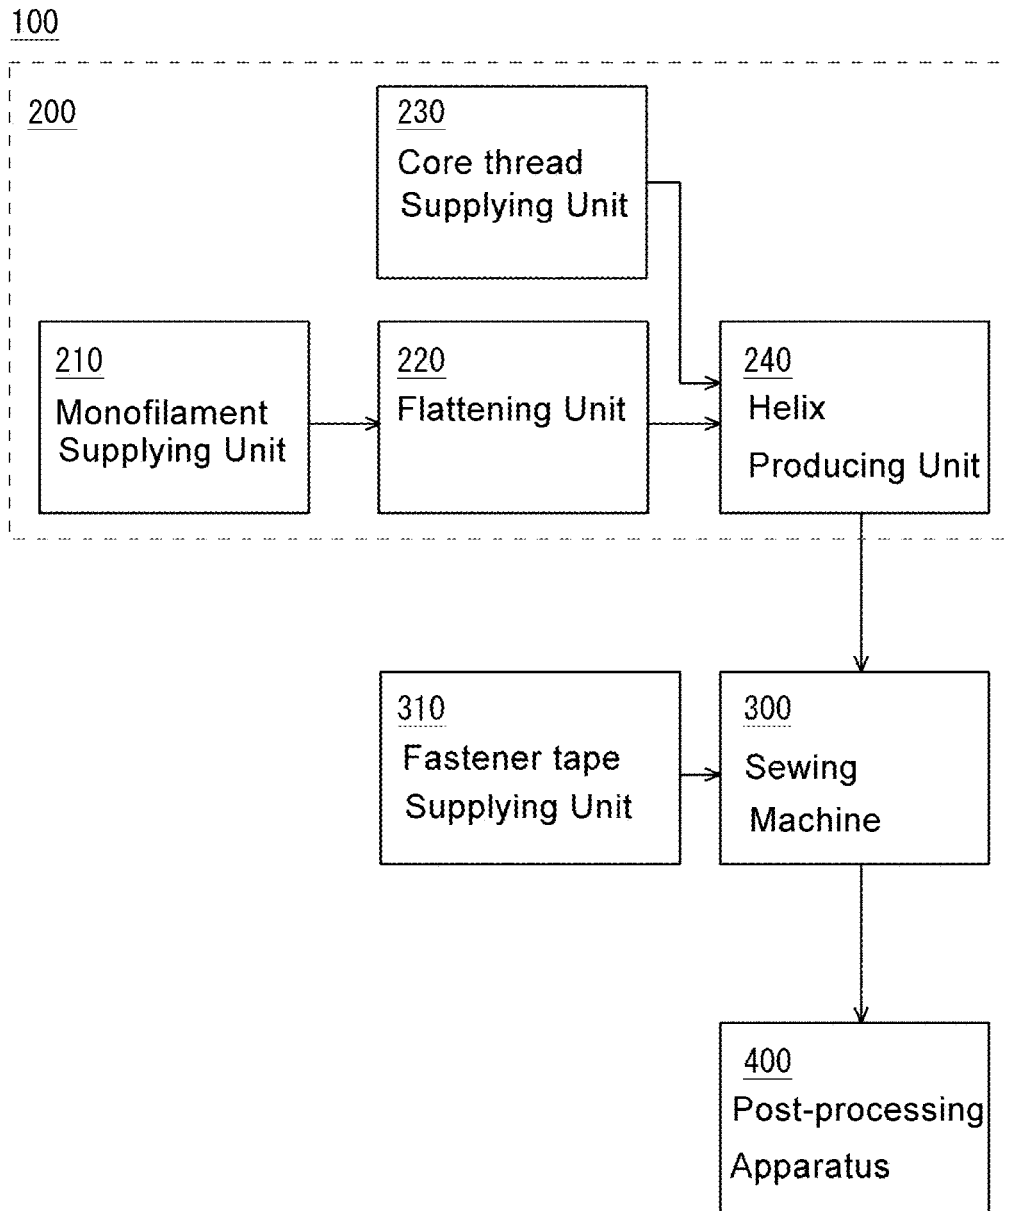 100
200
230
Core thread
Supplying Unit
210
Monofilament
Supplying Unit
220
Flattening Unit
240
Helix
Producing Unit
310
Fastener tape
Supplying Unit
300
Sewing
Machine
400
Post-processing
Apparatus